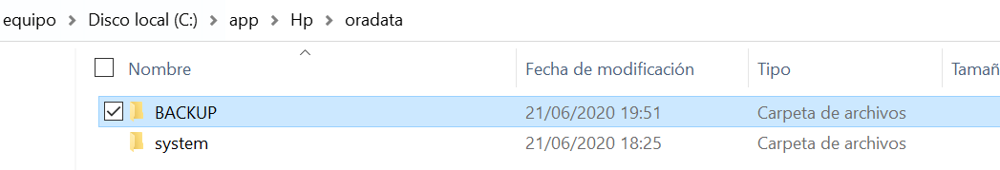 equipo > Disco local (C:) > app > Hp > oradata
Nombre Fecha de modificación Tipo Tamañ
BACKUP 21/06/2020 19:51 Carpeta de archivos
system 21/06/2020 18:25 Carpeta de archivos